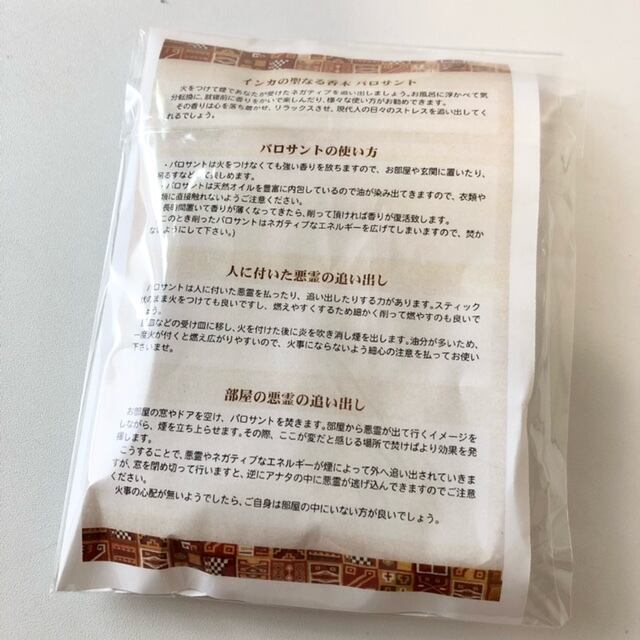 インカの聖なる香木 パロサント
火をつけて煙であなたが受けたネガティブを追い出しましょう。お風呂に浮かべて気
分転換に、就寝前に香りをかいで楽しんだり、様々な使い方がお勧めできます。
その香りは心を落ち着かせ、リラックスさせ、現代人の日々のストレスを追い出してく
れるでしょう。
パロサントの使い方
・パロサントは火をつけなくても強い香りを放ちますので、お部屋や玄関に置いたり、
吊るすなどして楽しめます。
・パロサントは天然オイルを豊富に内包しているので油が染み出てきますので、衣類や
類に直接触れないようご注意ください。
長時間置いて香りが薄くなってきたら、削って頂ければ香りが復活致します。
このとき削ったパロサントはネガティブなエネルギーを広げてしまいますので、焚か
ないようにして下さい。)
人に付いた悪霊の追い出し
パロサントは人に付いた悪霊を払ったり、追い出したりする力があります。スティック
状のまま火をつけても良いですし、燃えやすくするため細かく削って燃やすのも良いで
しょう。
皿などの受け皿に移し、火を付けた後に炎を吹き消し煙を出します。油分が多いため、
一度火が付くと燃え広がりやすいので、火事にならないよう細心の注意を払ってお使い
下さいませ。
部屋の悪霊の追い出し
お部屋の窓やドアを空け、パロサントを焚きます。部屋から悪霊が出て行くイメージを
しながら、煙を立ち上らせます。その際、ここが変だと感じる場所で焚けばより効果を発
揮します。
こうすることで、悪霊やネガティブなエネルギーが煙によって外へ追い出されていきま
すが、窓を閉め切って行いますと、逆にアナタの中に悪霊が逃げ込んできますのでご注意
ください。
火事の心配が無いようでしたら、ご自身は部屋の中にいない方が良いでしょう。